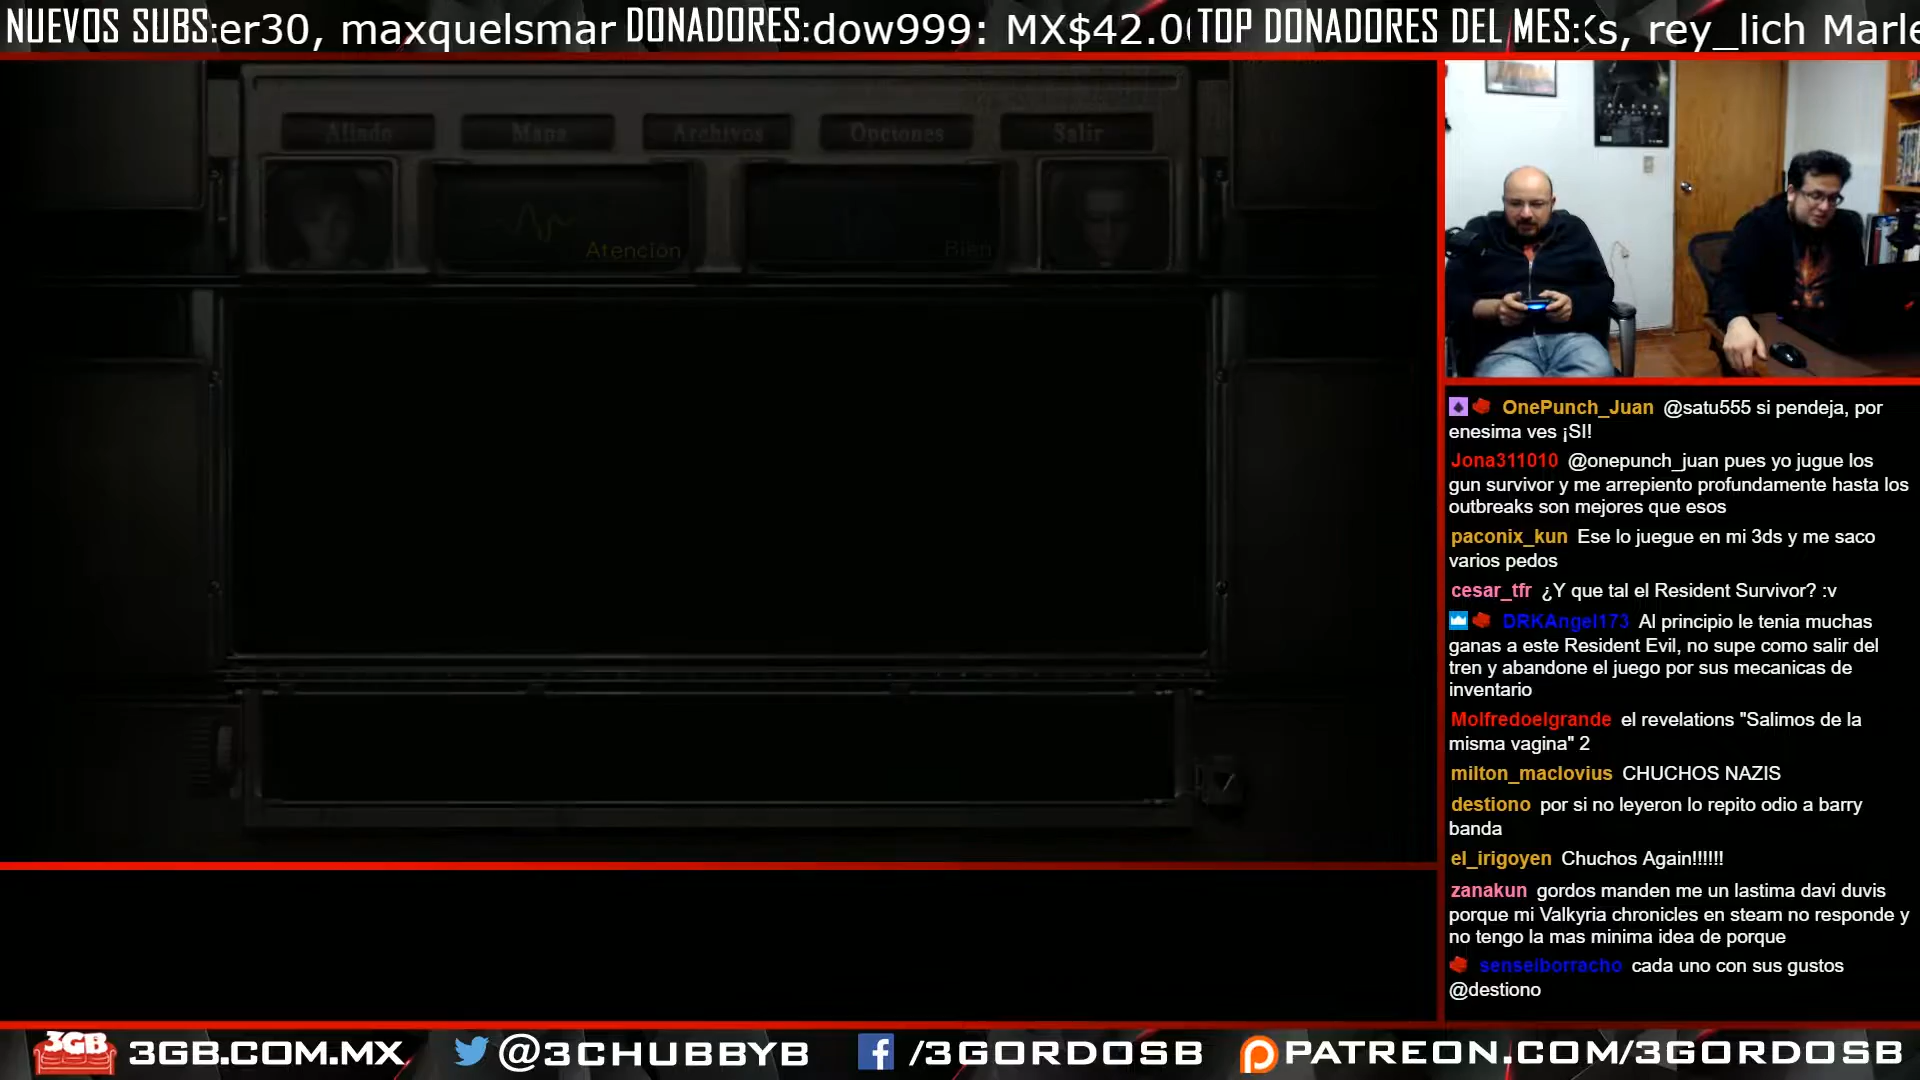 NUEVOS SUBS:er30, maxquelsmar DONADORES:dow999: MX$42.0 TOP DONADORES DEL MES:Ks, rey_lich Marle
Aliado Mapa Archivos Opciones Salir
Atención Bien
OnePunch_Juan @satu555 si pendeja, por
enesima ves ¡SI!
Jona311010 @onepunch_juan pues yo jugue los
gun survivor y me arrepiento profundamente hasta los
outbreaks son mejores que esos
paconix_kun Ese lo juegue en mi 3ds y me saco
varios pedos
cesar_tfr ¿Y que tal el Resident Survivor? :v
DRKAngel173 Al principio le tenia muchas
ganas a este Resident Evil, no supe como salir del
tren y abandone el juego por sus mecanicas de
inventario
Molfredoelgrande el revelations "Salimos de la
misma vagina" 2
milton_maclovius CHUCHOS NAZIS
destiono por si no leyeron lo repito odio a barry
banda
el_irigoyen Chuchos Again!!!!!!
zanakun gordos manden me un lastima davi duvis
porque mi Valkyria chronicles en steam no responde y
no tengo la mas minima idea de porque
senseiborracho cada uno con sus gustos
@destiono
3GB 3GB.COM.MX @3CHUBBYB /3GORDOSB PATREON.COM/3GORDOSB